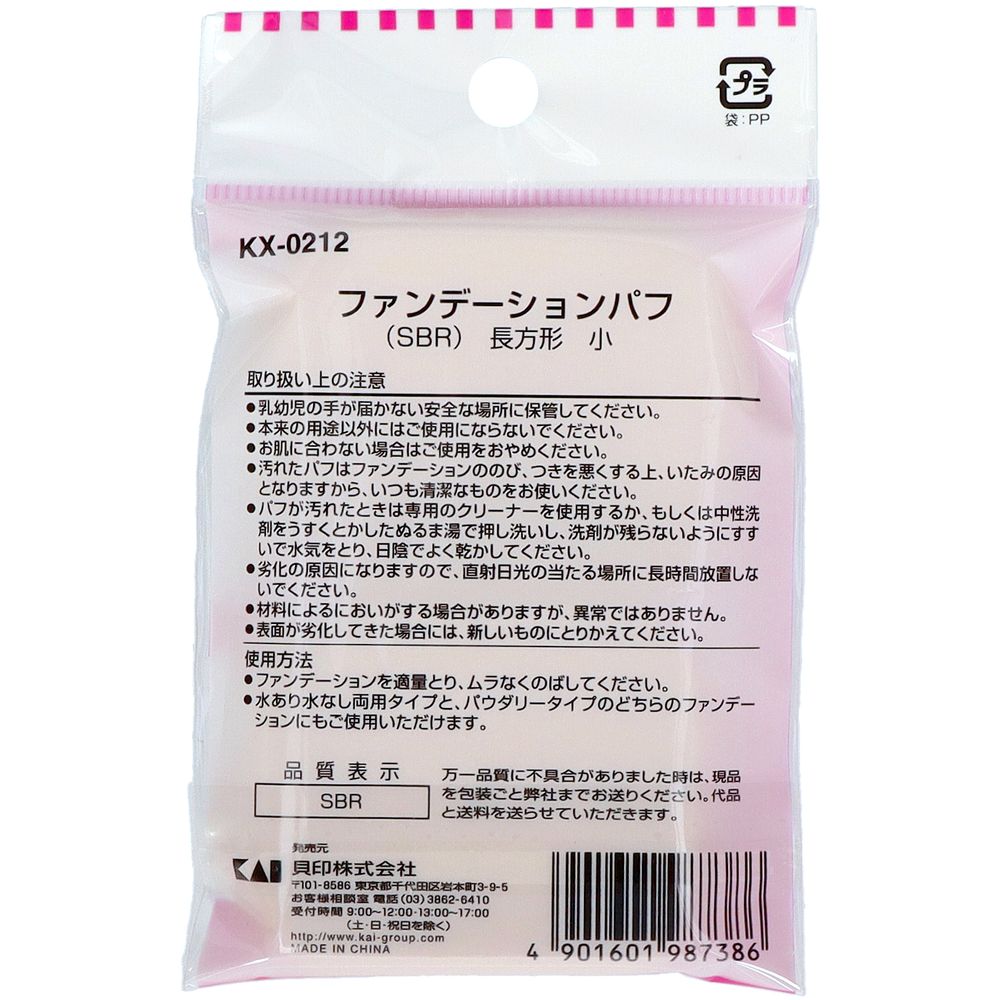 プラ
袋:PP
KX-0212
ファンデーションパフ
(SBR) 長方形 小
取り扱い上の注意
●乳幼児の手が届かない安全な場所に保管してください。
●本来の用途以外にはご使用にならないでください。
●お肌に合わない場合はご使用をおやめください。
●汚れたパフはファンデーションののび、つきを悪くする上、いたみの原因
となりますから、いつも清潔なものをお使いください。
●パフが汚れたときは専用のクリーナーを使用するか、もしくは中性洗
剤をうすくとかしたぬるま湯で押し洗いし、洗剤が残らないようにすす
いで水気をとり、日陰でよく乾かしてください。
●劣化の原因になりますので、直射日光の当たる場所に長時間放置しな
いでください。
●材料によるにおいがする場合がありますが、異常ではありません。
●表面が劣化してきた場合には、新しいものにとりかえてください。
使用方法
●ファンデーションを適量とり、ムラなくのばしてください。
●水あり水なし両用タイプと、パウダリータイプのどちらのファンデー
ションにもご使用いただけます。
品質表示
SBR
万一品質に不具合がありました時は、現品
を包装ごと弊社までお送りください。代品
と送料を送らせていただきます。
発売元
KAI 貝印株式会社
〒101-8586 東京都千代田区岩本町3-9-5
お客様相談室 電話(03)3862-6410
受付時間 9:00〜12:00・13:00〜17:00
(土・日・祝日を除く)
http://www.kai-group.com
MADE IN CHINA
4 901601 987386